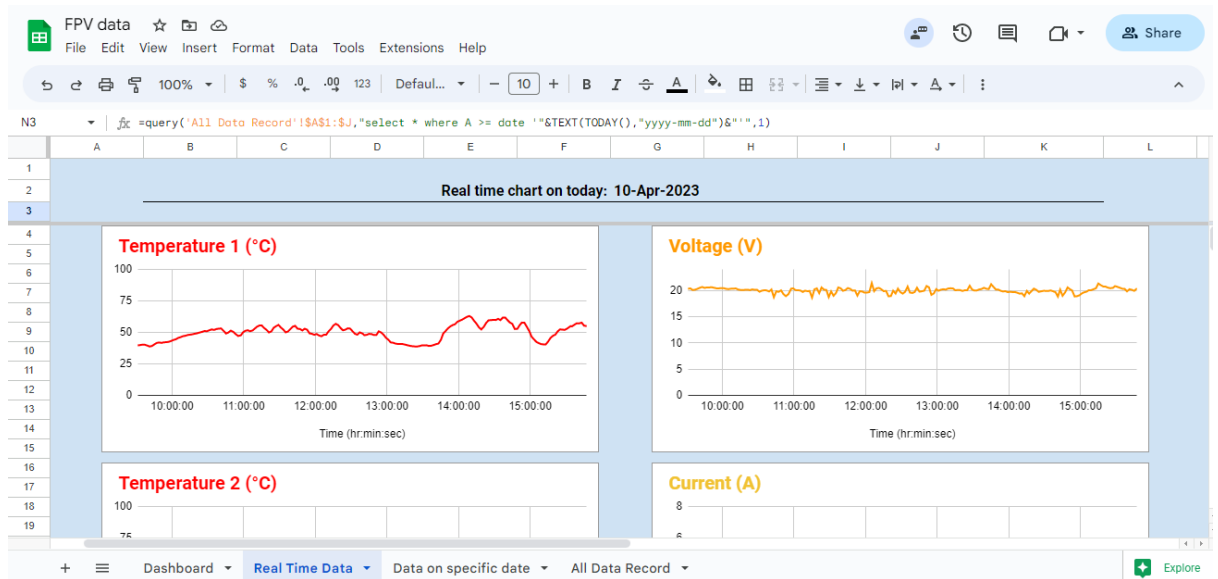 FPV data
File Edit View Insert Format Data Tools Extensions Help
Share
100% $ % .0 .00 123 Defaul... − 10 + B I A
N3 fx =query('All Data Record'!$A$1:$J,"select * where A >= date '"&TEXT(TODAY(),"yyyy-mm-dd")&"'",1)
A B C D E F G H I J K L
1
2 Real time chart on today: 10-Apr-2023
3
4
5
6
7
8
9
10
11
12
13
14
15
16
17
18
19
Temperature 1 (°C)
100
75
50
25
0
10:00:00 11:00:00 12:00:00 13:00:00 14:00:00 15:00:00
Time (hr:min:sec)
Voltage (V)
20
15
10
5
0
10:00:00 11:00:00 12:00:00 13:00:00 14:00:00 15:00:00
Time (hr:min:sec)
Temperature 2 (°C)
100
75
Current (A)
8
6
+ Dashboard Real Time Data Data on specific date All Data Record Explore